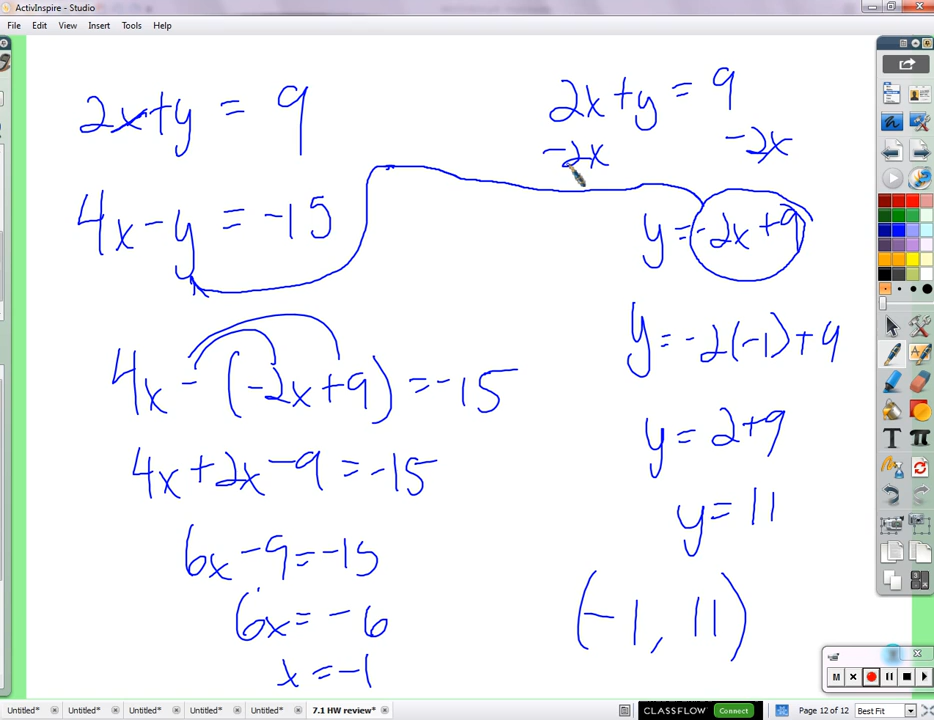 ActivInspire - Studio
File Edit View Insert Tools Help
2x+y = 9
4x-y = -15
4x -(-2x+9) = -15
4x+2x-9 = -15
6x-9 = -15
6x = -6
x = -1
2x+y = 9
-2x -2x
y = -2x+9
y = -2(-1)+9
y = 2+9
y = 11
(-1, 11)
T π
M
Untitled* Untitled* Untitled* Untitled* Untitled* 7.1 HW review* CLASSFLOW Connect Page 12 of 12 Best Fit